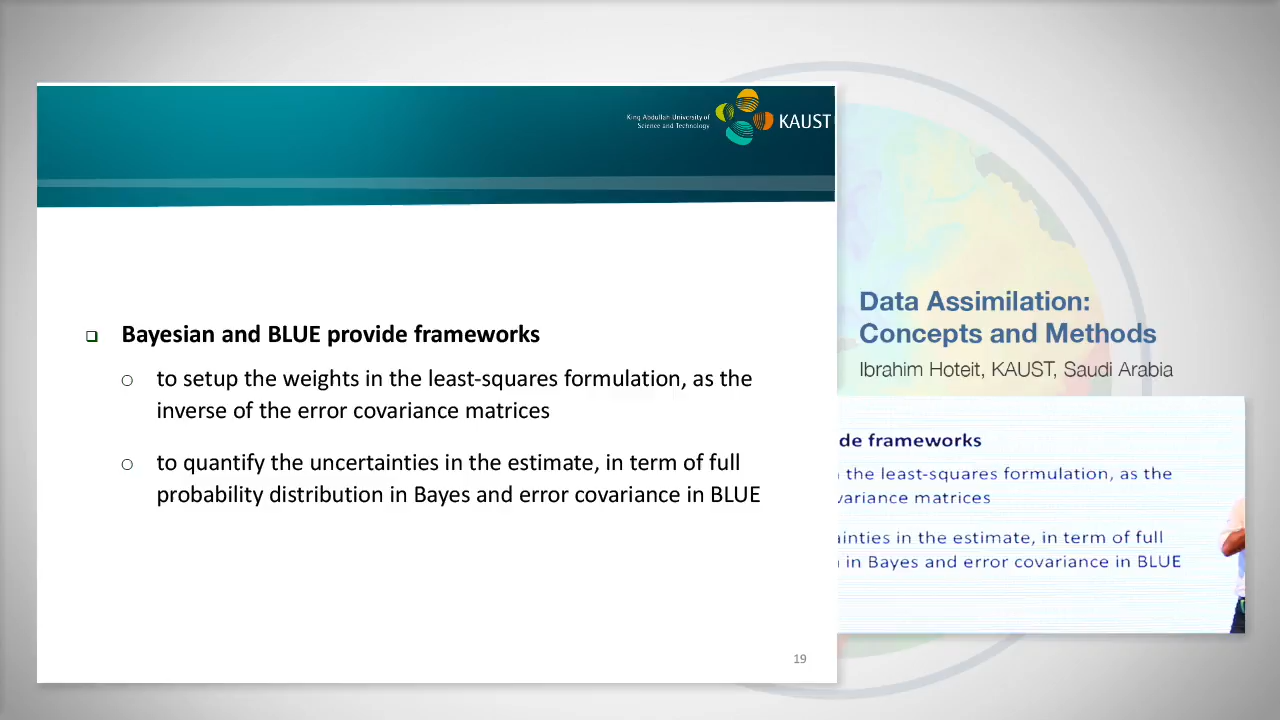 King Abdullah University of
Science and Technology
KAUST
Bayesian and BLUE provide frameworks
to setup the weights in the least-squares formulation, as the
inverse of the error covariance matrices
to quantify the uncertainties in the estimate, in term of full
probability distribution in Bayes and error covariance in BLUE
19
Data Assimilation:
Concepts and Methods
Ibrahim Hoteit, KAUST, Saudi Arabia
de frameworks
the least-squares formulation, as the
variance matrices
ainties in the estimate, in term of full
in Bayes and error covariance in BLUE